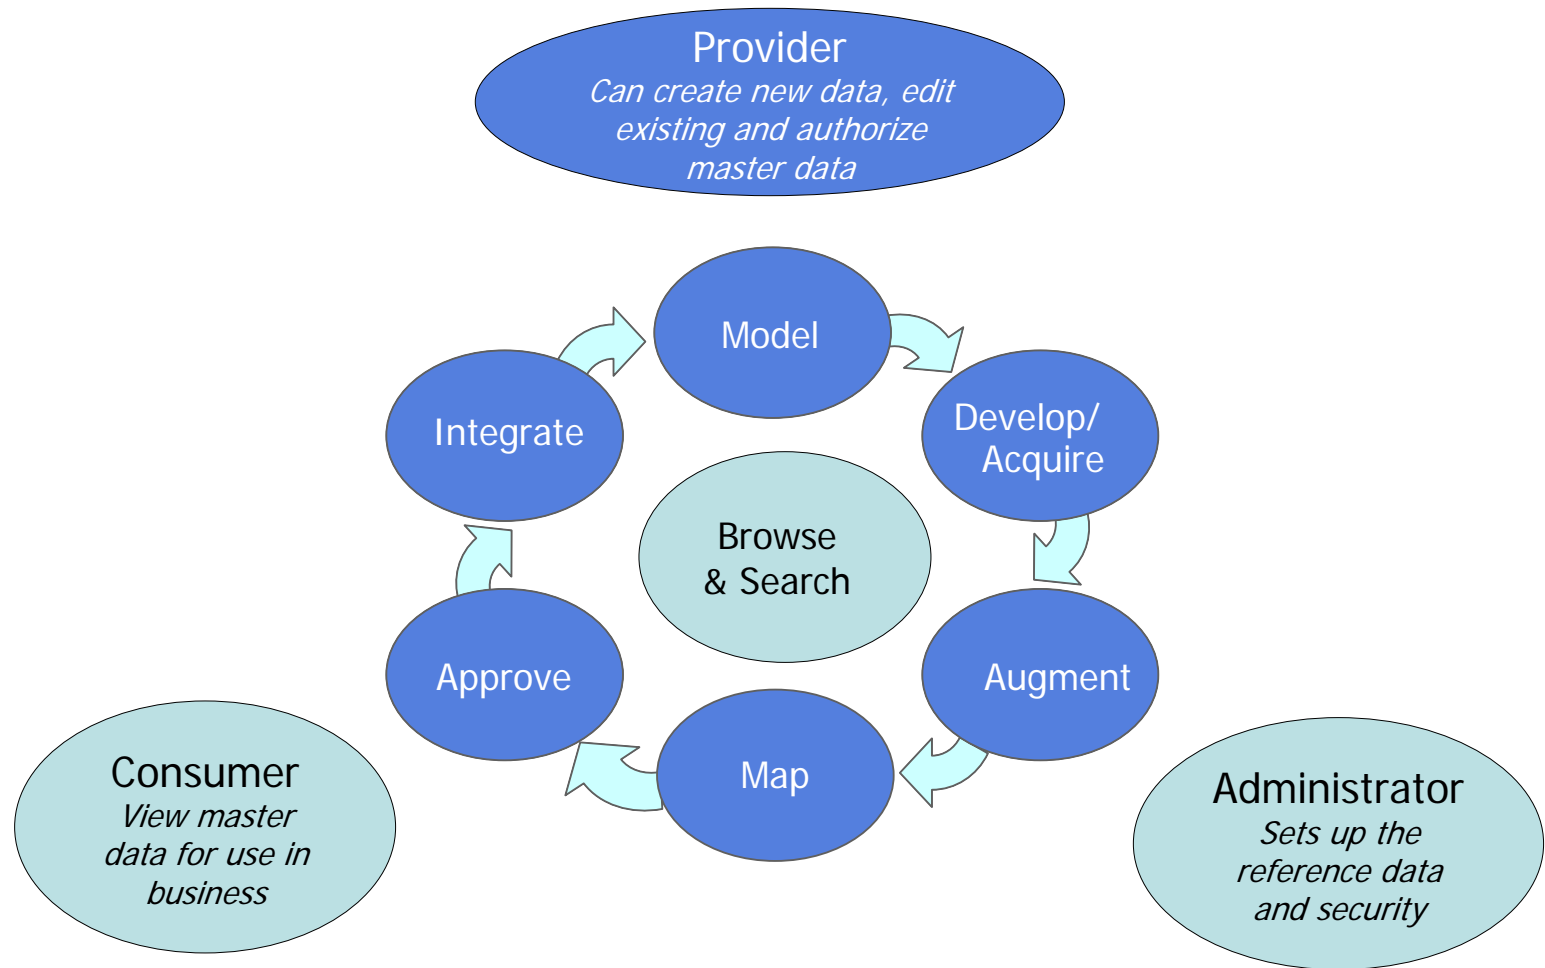 Provider
Can create new data, edit
existing and authorize
master data
Model
Integrate
Develop/
Acquire
Browse
& Search
Approve
Augment
Map
Consumer
View master
data for use in
business
Administrator
Sets up the
reference data
and security